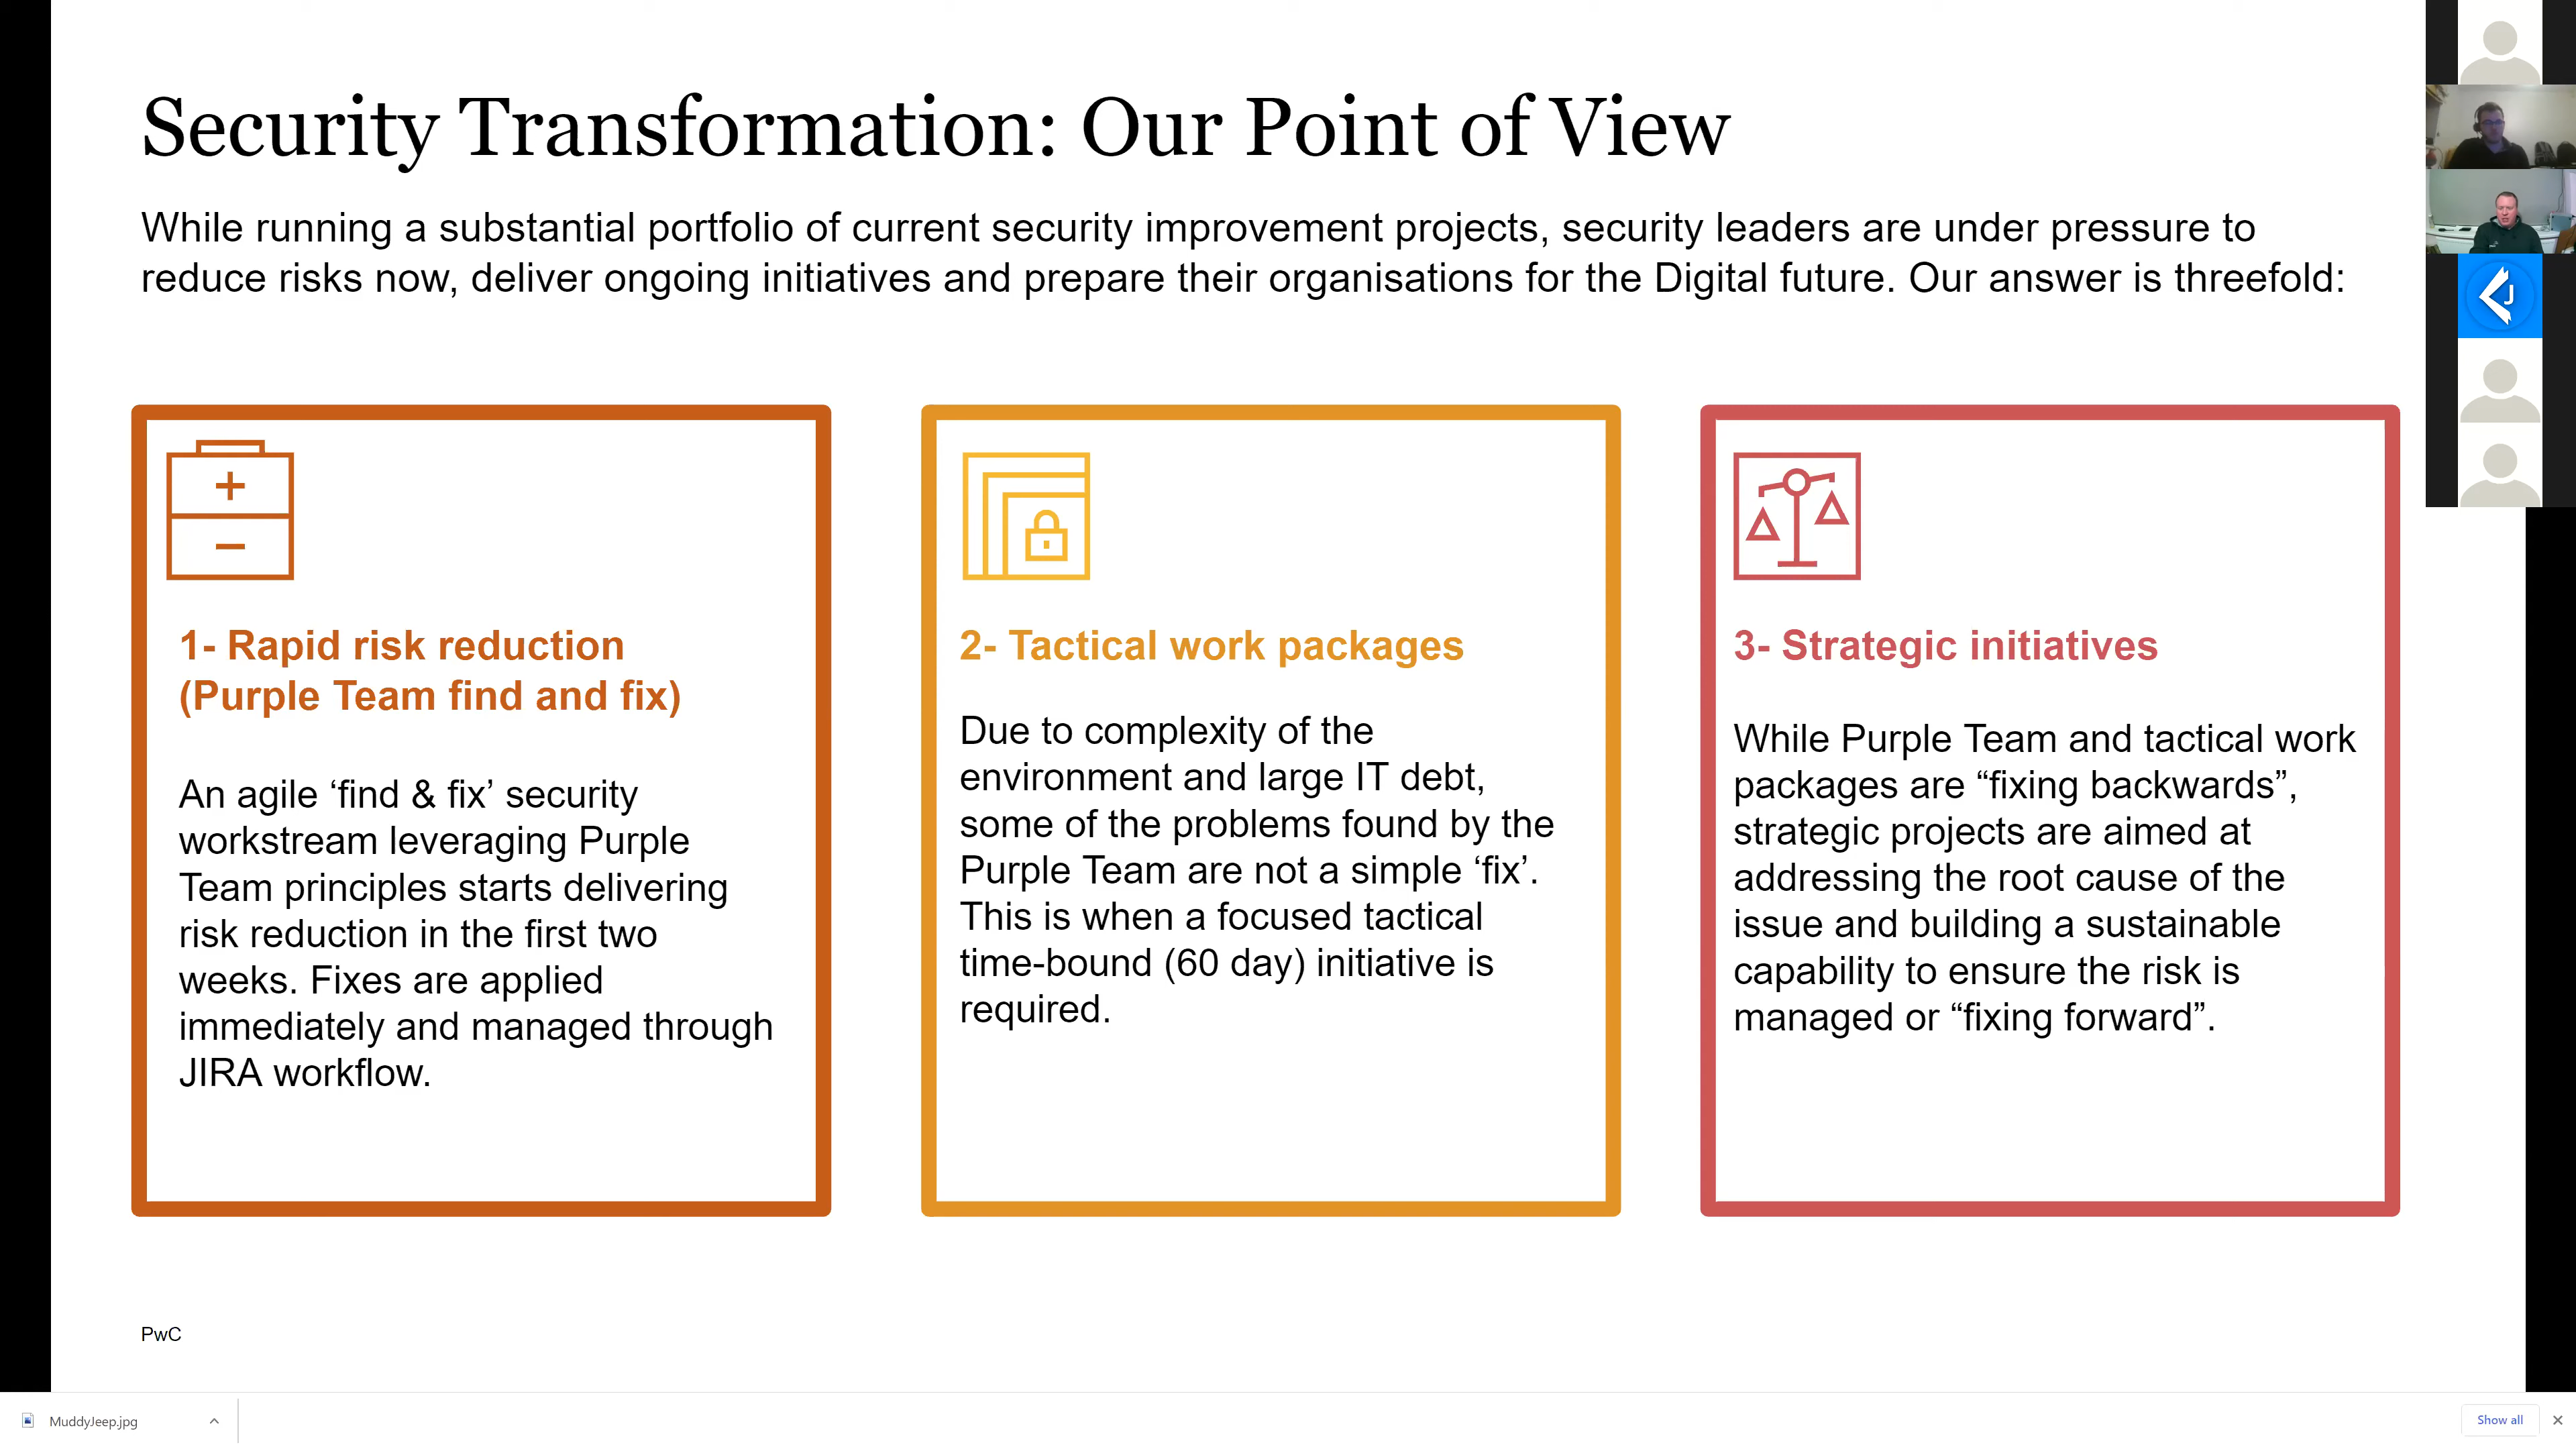 Security Transformation: Our Point of View
While running a substantial portfolio of current security improvement projects, security leaders are under pressure to
reduce risks now, deliver ongoing initiatives and prepare their organisations for the Digital future. Our answer is threefold:
J
1- Rapid risk reduction
(Purple Team find and fix)
An agile ‘find & fix’ security
workstream leveraging Purple
Team principles starts delivering
risk reduction in the first two
weeks. Fixes are applied
immediately and managed through
JIRA workflow.
2- Tactical work packages
Due to complexity of the
environment and large IT debt,
some of the problems found by the
Purple Team are not a simple ‘fix’.
This is when a focused tactical
time-bound (60 day) initiative is
required.
3- Strategic initiatives
While Purple Team and tactical work
packages are “fixing backwards”,
strategic projects are aimed at
addressing the root cause of the
issue and building a sustainable
capability to ensure the risk is
managed or “fixing forward”.
PwC
MuddyJeep.jpg
Show all